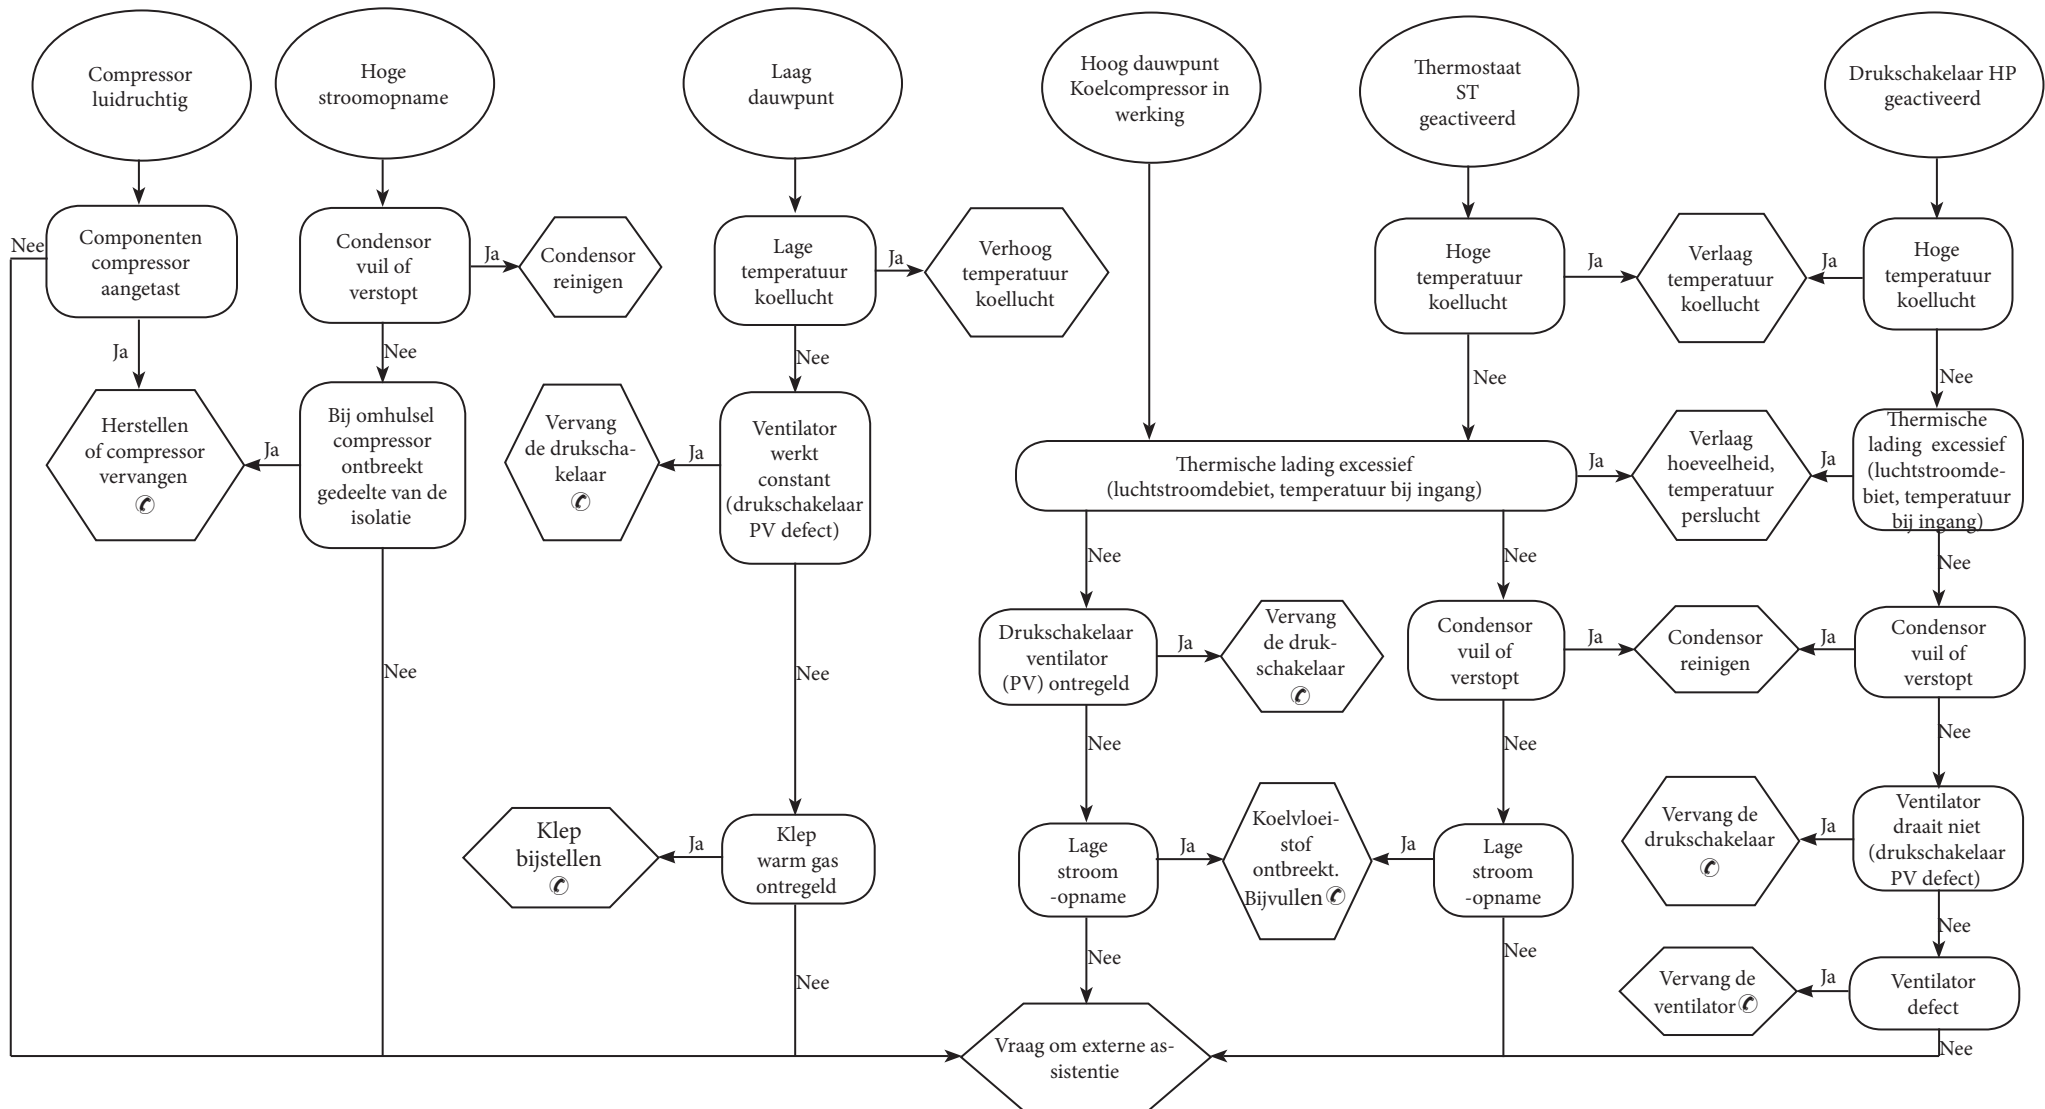 Compressor
luidruchtig
Hoge
stroomopname
Laag
dauwpunt
Hoog dauwpunt
Koelcompressor in
werking
Thermostaat
ST
geactiveerd
Drukschakelaar HP
geactiveerd
Nee
Componenten
compressor
aangetast
Condensor
vuil of
verstopt
Ja
Condensor
reinigen
Lage
temperatuur
koellucht
Ja
Verhoog
temperatuur
koellucht
Hoge
temperatuur
koellucht
Ja
Verlaag
temperatuur
koellucht
Ja
Hoge
temperatuur
koellucht
Ja
Nee
Nee
Nee
Nee
Herstellen
of compressor
vervangen
✆
Ja
Bij omhulsel
compressor
ontbreekt
gedeelte van de
isolatie
Vervang
de drukscha-
kelaar
✆
Ja
Ventilator
werkt
constant
(drukschakelaar
PV defect)
Thermische lading excessief
(luchtstroomdebiet, temperatuur bij ingang)
Ja
Verlaag
hoeveelheid,
temperatuur
perslucht
Ja
Thermische
lading excessief
(luchtstroomde-
biet, temperatuur
bij ingang)
Nee
Nee
Nee
Nee
Nee
Drukschakelaar
ventilator
(PV) ontregeld
Ja
Vervang
de druk-
schakelaar
✆
Condensor
vuil of
verstopt
Ja
Condensor
reinigen
Ja
Condensor
vuil of
verstopt
Nee
Nee
Nee
Klep
bijstellen
✆
Ja
Klep
warm gas
ontregeld
Lage
stroom
-opname
Ja
Koelvloei-
stof
ontbreekt.
Bijvullen ✆
Ja
Lage
stroom
-opname
Vervang de
drukschakelaar
✆
Ja
Ventilator
draait niet
(drukschakelaar
PV defect)
Nee
Nee
Nee
Nee
Vervang de
ventilator ✆
Ja
Ventilator
defect
Vraag om externe as-
sistentie
Nee